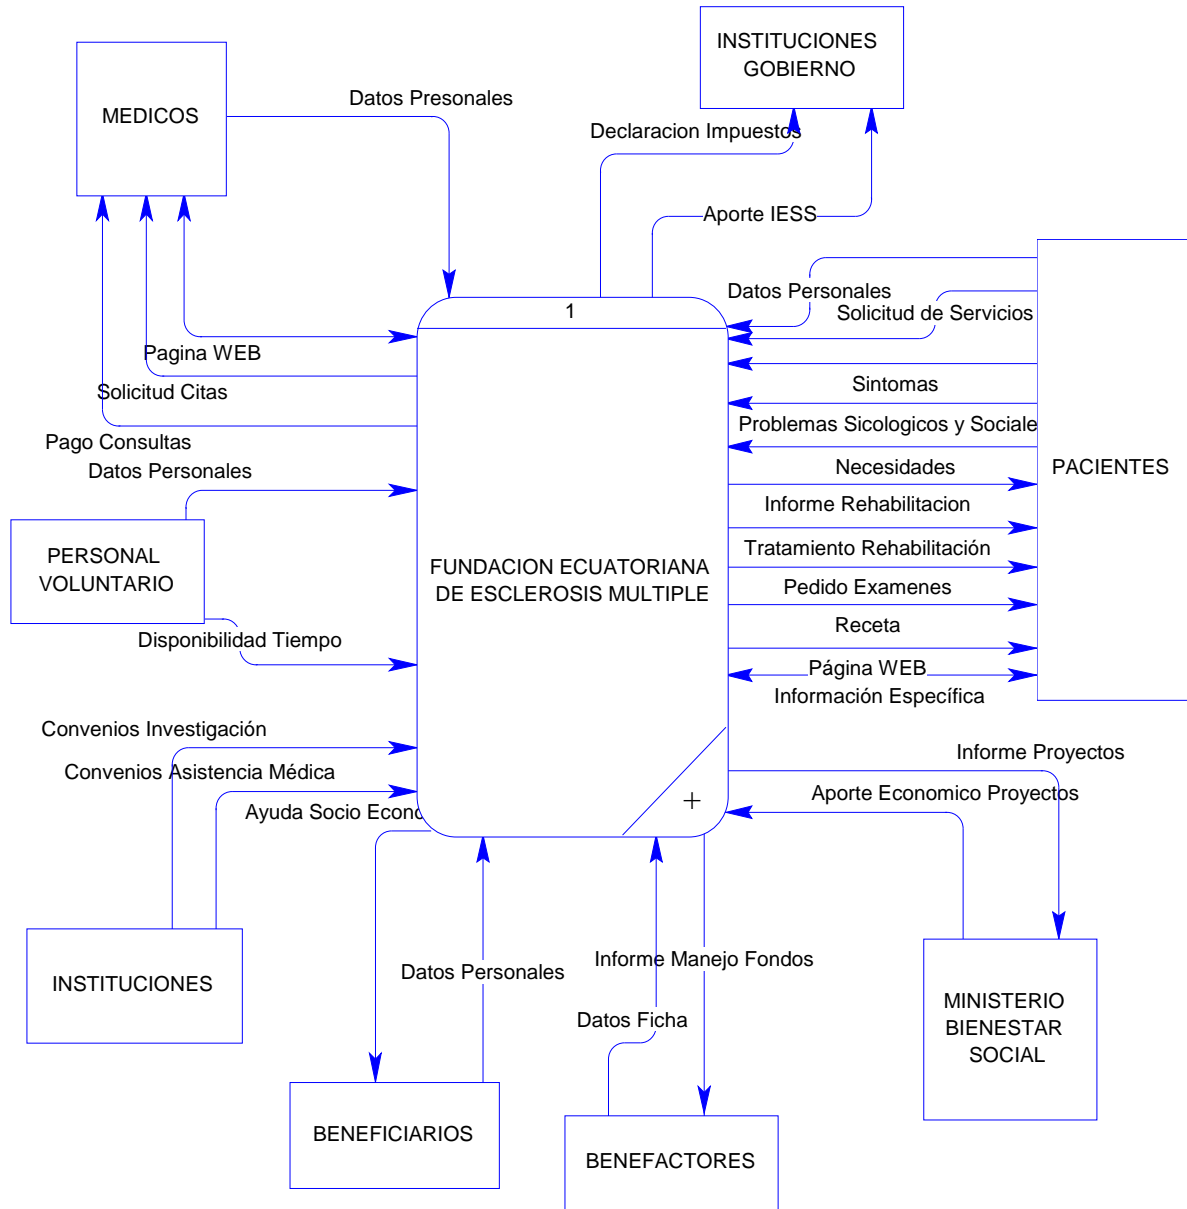 INSTITUCIONES
GOBIERNO
MEDICOS
Datos Presonales
Declaracion Impuestos
Aporte IESS
Datos Personales
Solicitud de Servicios
1
Pagina WEB
Sintomas
Solicitud Citas
Problemas Sicologicos y Sociale
Pago Consultas
Datos Personales
PACIENTES
Necesidades
Informe Rehabilitacion
PERSONAL
VOLUNTARIO
FUNDACION ECUATORIANA
DE ESCLEROSIS MULTIPLE
Tratamiento Rehabilitación
Pedido Examenes
Receta
Disponibilidad Tiempo
Página WEB
Información Específica
Convenios Investigación
Informe Proyectos
Convenios Asistencia Médica
Aporte Economico Proyectos
Ayuda Socio Econo
+
Datos Personales
Informe Manejo Fondos
INSTITUCIONES
Datos Ficha
MINISTERIO
BIENESTAR
SOCIAL
BENEFICIARIOS
BENEFACTORES